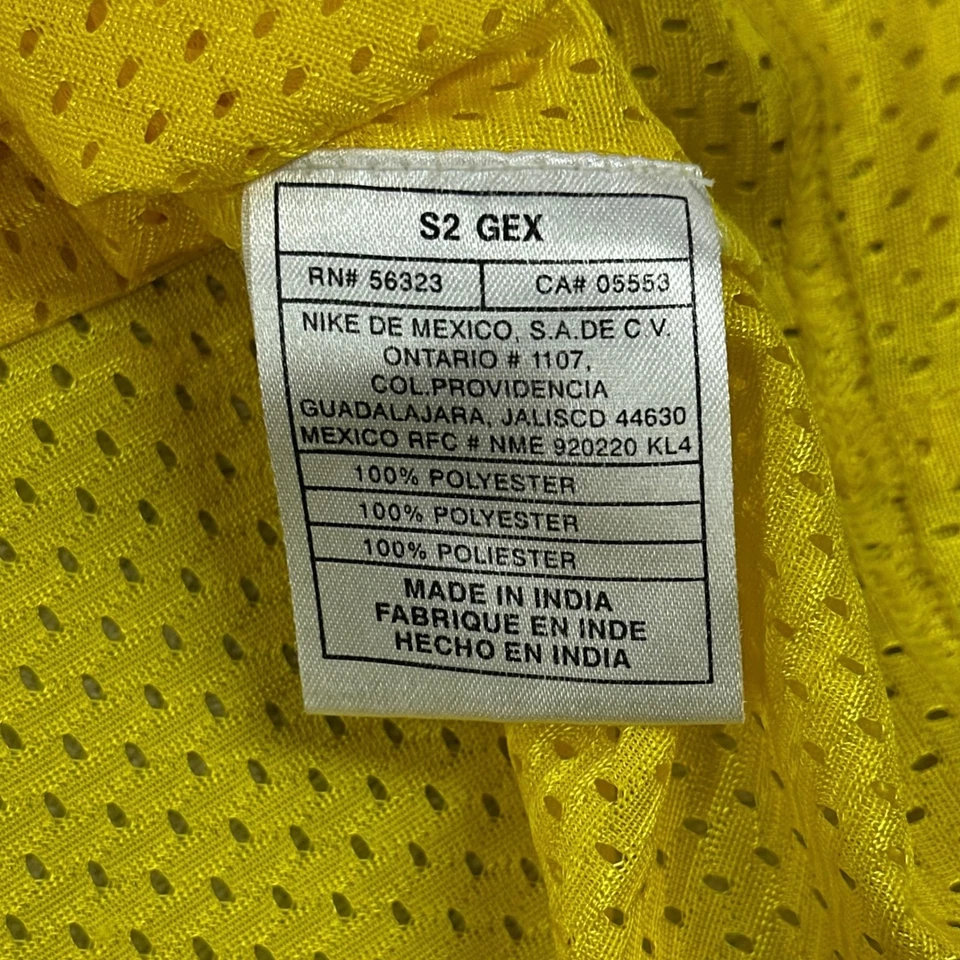 S2 GEX
RN# 56323 CA# 05553
NIKE DE MEXICO, S.A.DE C.V.
ONTARIO # 1107,
COL.PROVIDENCIA
GUADALAJARA, JALISCD 44630
MEXICO RFC # NME 920220 KL4
100% POLYESTER
100% POLYESTER
100% POLIESTER
MADE IN INDIA
FABRIQUE EN INDE
HECHO EN INDIA